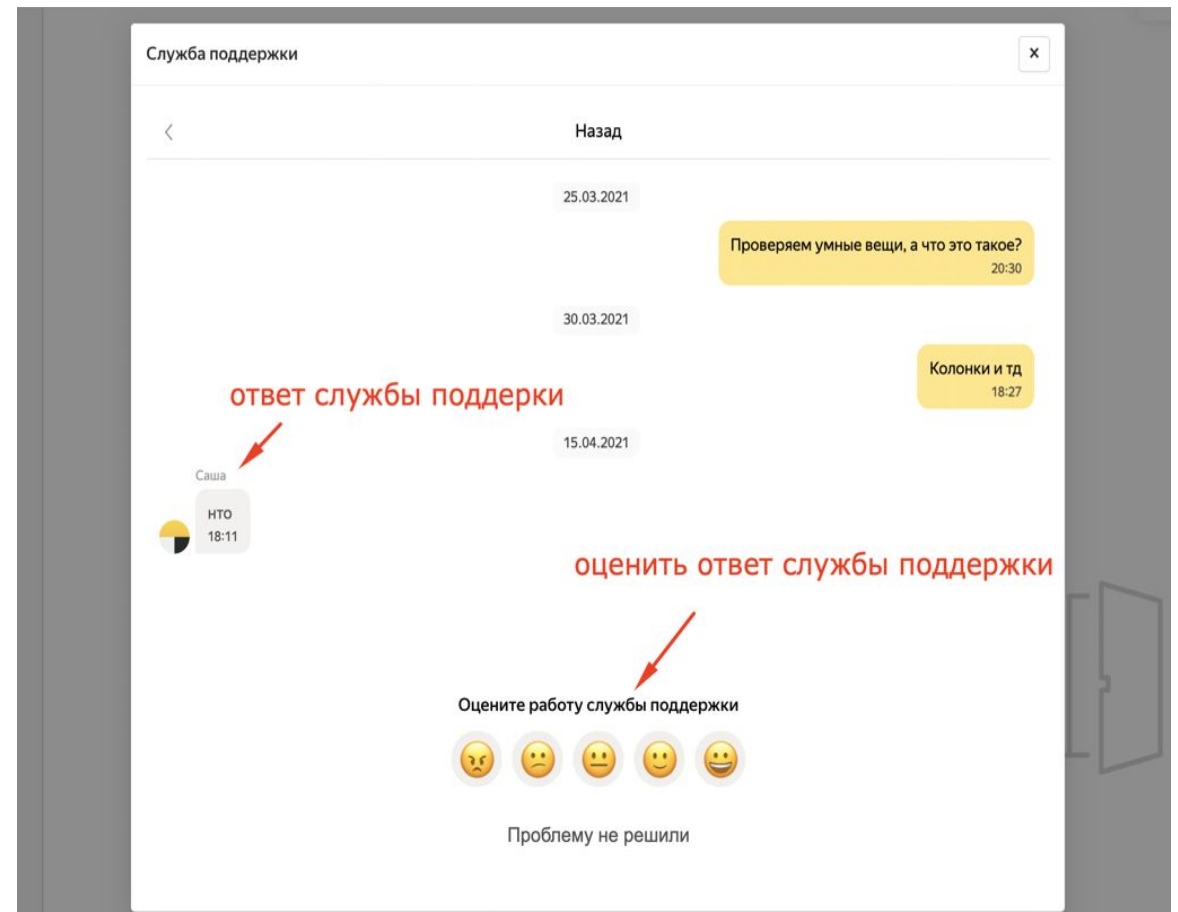 Служба поддержки
x
Назад
25.03.2021
Проверяем умные вещи, а что это такое?
20:30
30.03.2021
Колонки и тд
18:27
ответ службы поддерки
15.04.2021
Саша
нто
18:11
оценить ответ службы поддержки
Оцените работу службы поддержки
Проблему не решили